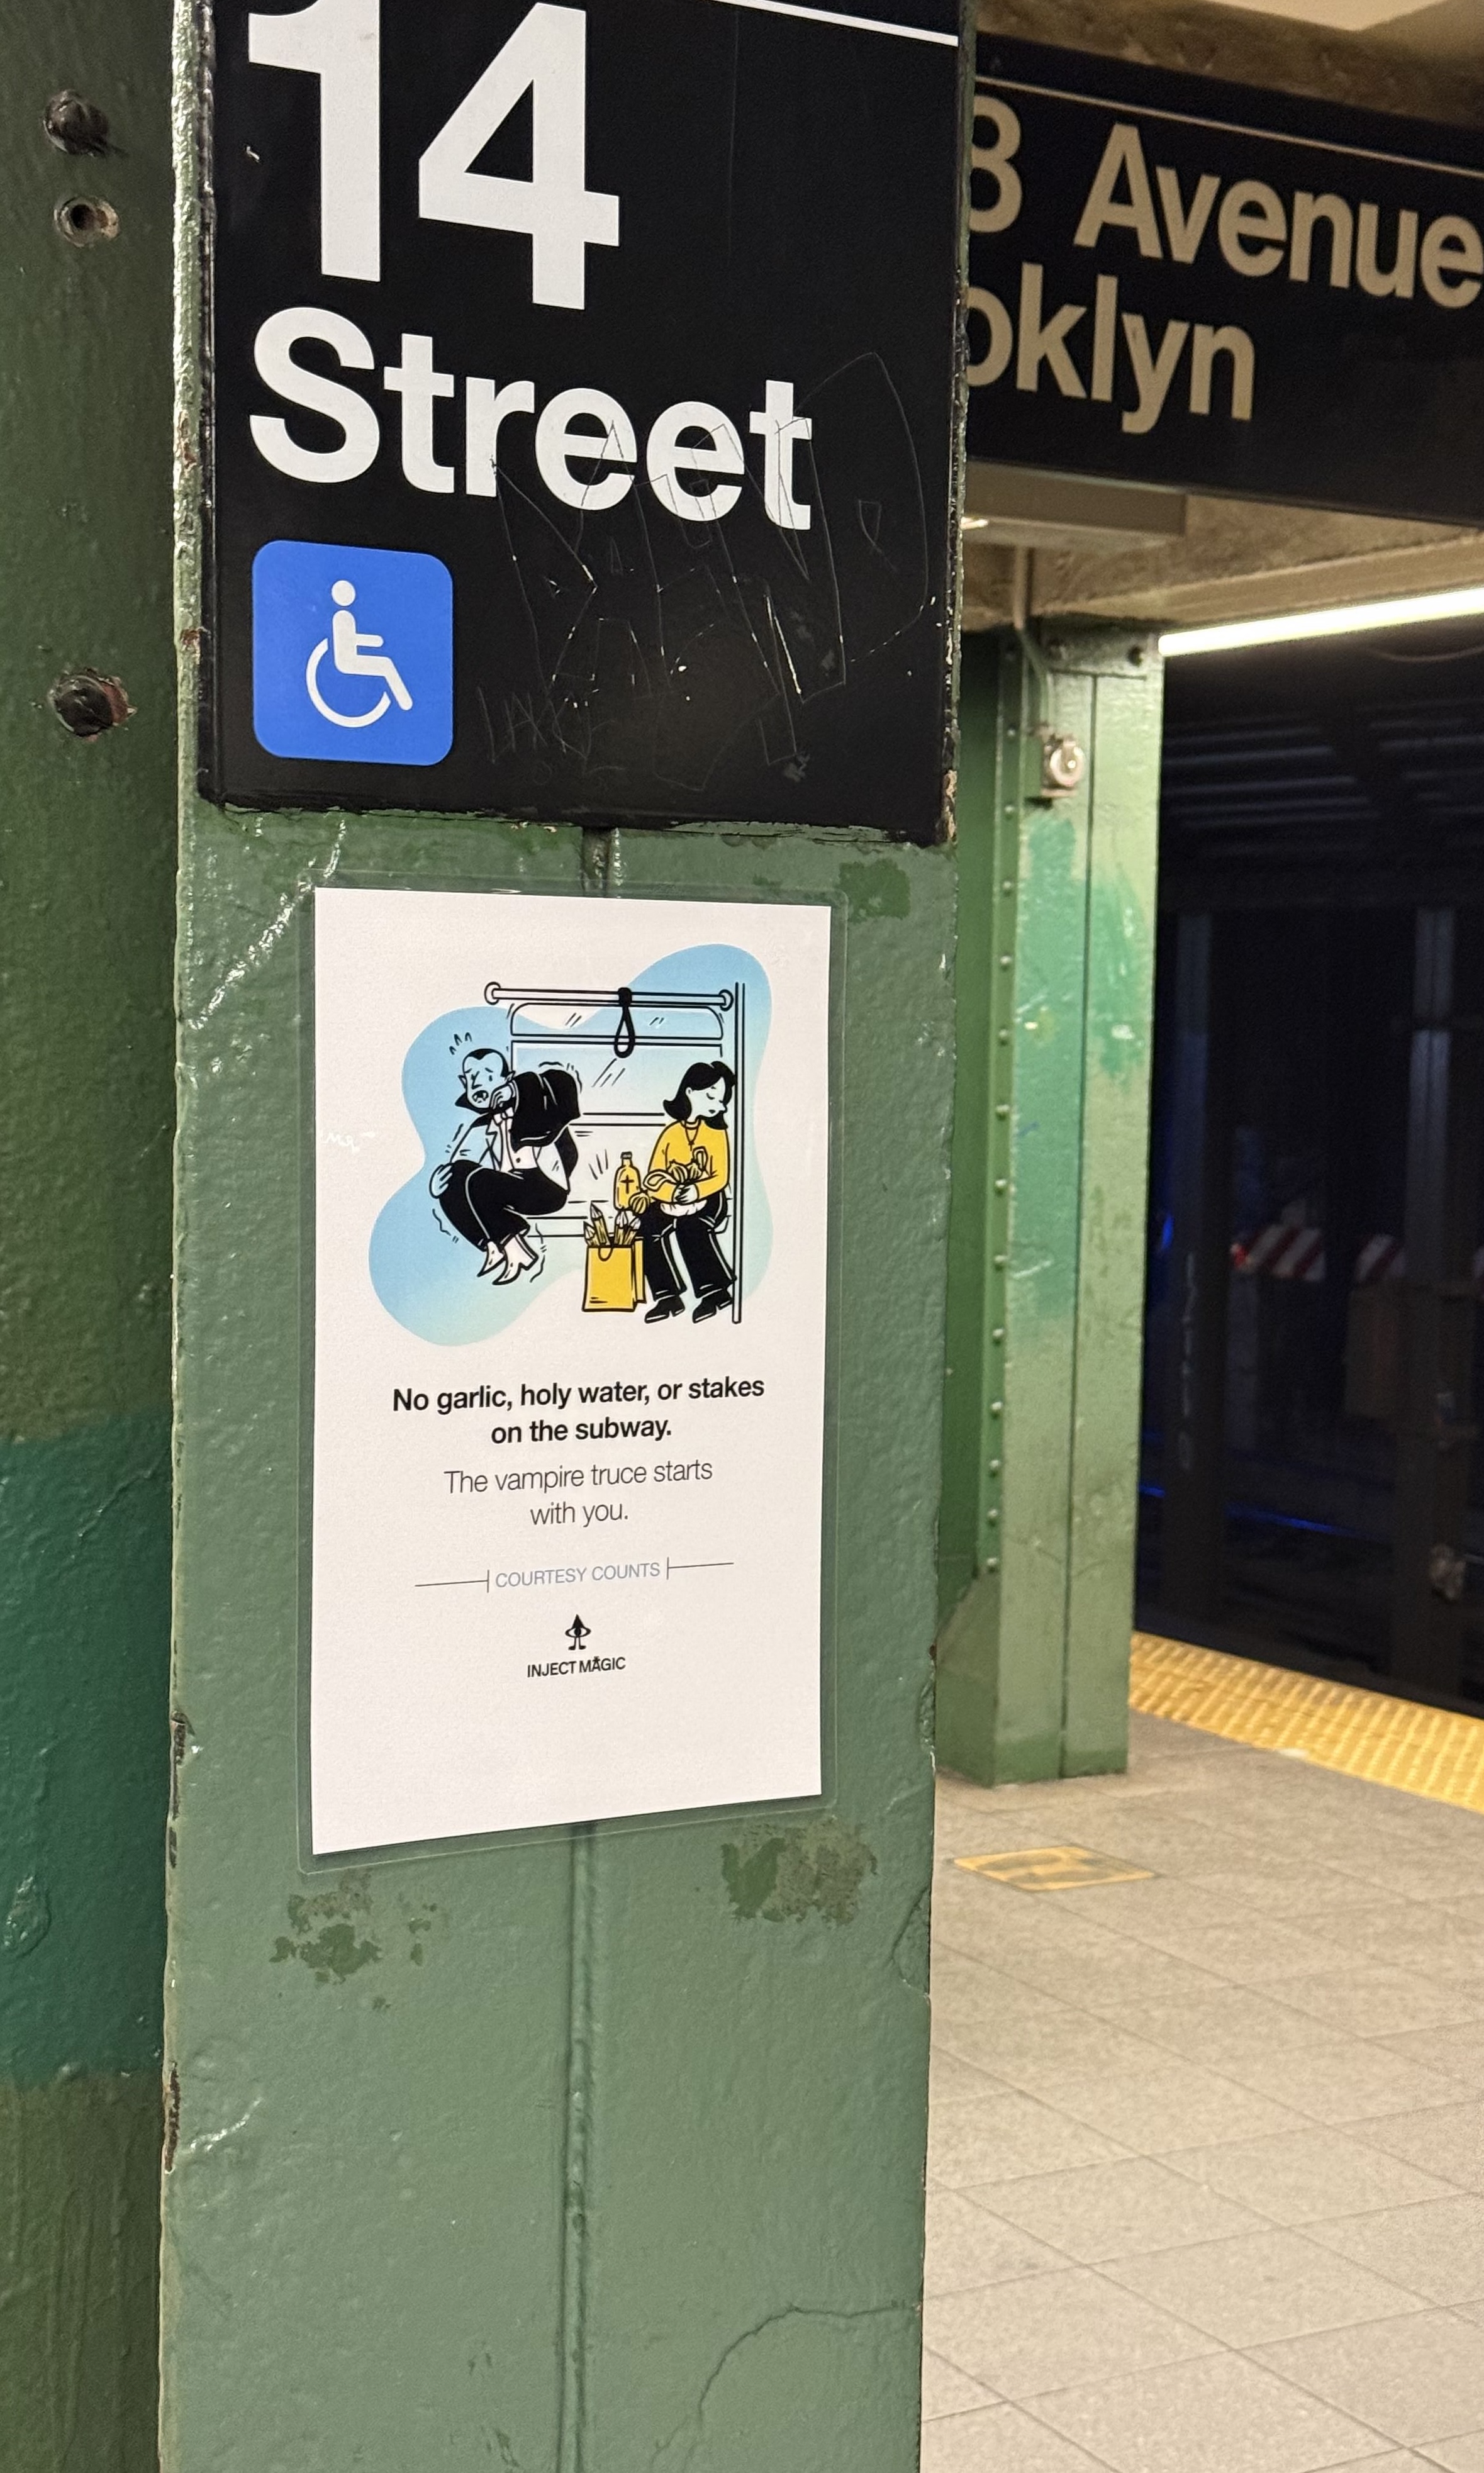 14
Street
8 Avenue
oklyn
No garlic, holy water, or stakes
on the subway.
The vampire truce starts
with you.
COURTESY COUNTS
INJECT MAGIC